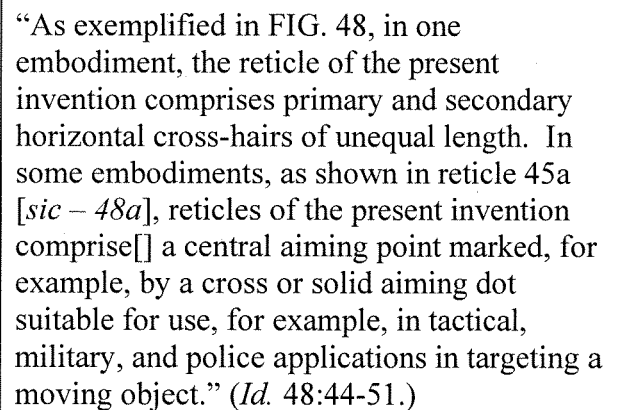 “As exemplified in FIG. 48, in one
embodiment, the reticle of the present
invention comprises primary and secondary
horizontal cross-hairs of unequal length.  In
some embodiments, as shown in reticle 45a
[sic – 48a], reticles of the present invention
comprise[] a central aiming point marked, for
example, by a cross or solid aiming dot
suitable for use, for example, in tactical,
military, and police applications in targeting a
moving object.” (Id. 48:44-51.)